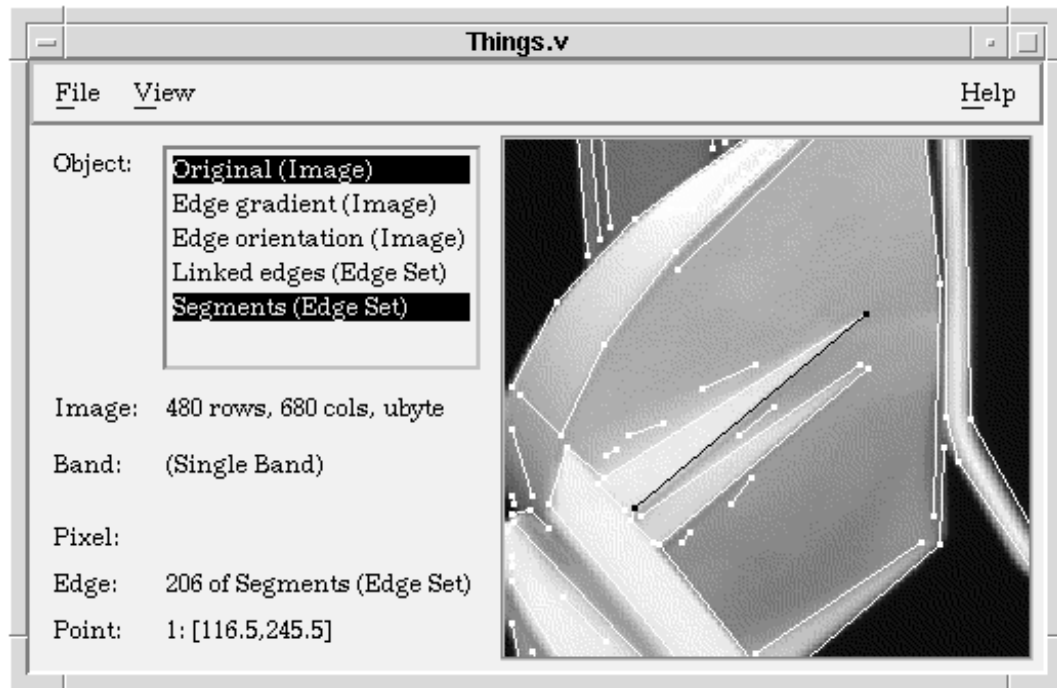 Things.v
File View Help
Object:
Original (Image)
Edge gradient (Image)
Edge orientation (Image)
Linked edges (Edge Set)
Segments (Edge Set)
Image: 480 rows, 680 cols, ubyte
Band: (Single Band)
Pixel:
Edge: 206 of Segments (Edge Set)
Point: 1: [116.5,245.5]